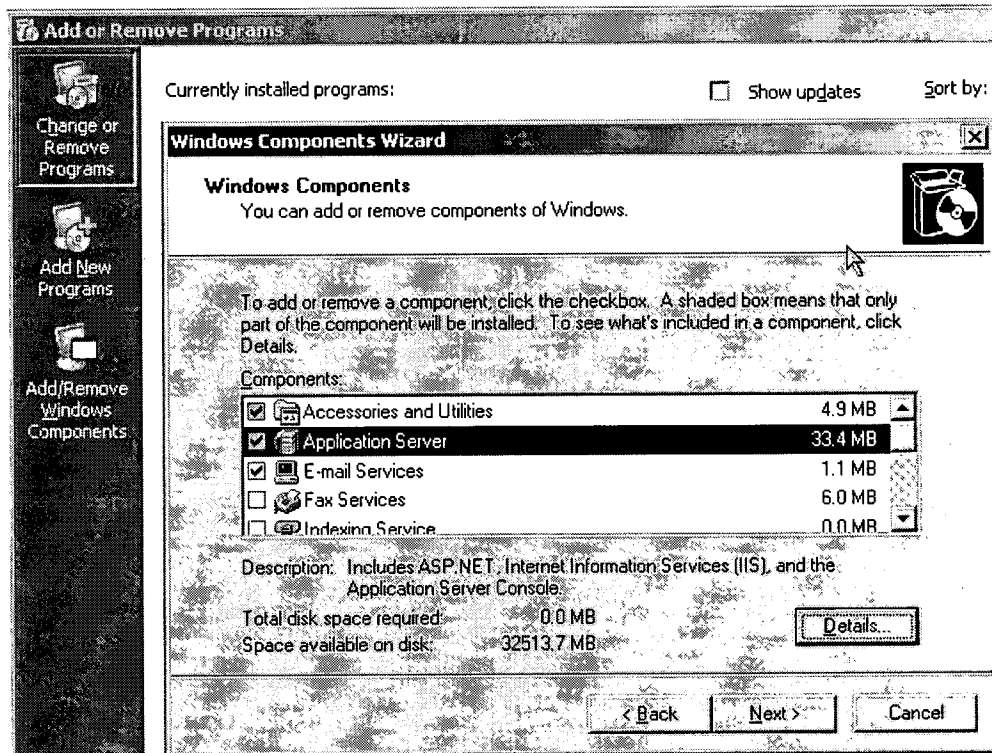 Add or Remove Programs
Change or
Remove
Programs
Add New
Programs
Add/Remove
Windows
Components
Currently installed programs:
Show updates
Sort by:
Windows Components Wizard
Windows Components
You can add or remove components of Windows.
To add or remove a component, click the checkbox. A shaded box means that only
part of the component will be installed. To see what's included in a component, click
Details.
Components:
Accessories and Utilities 4.9 MB
Application Server 33.4 MB
E-mail Services 1.1 MB
Fax Services 6.0 MB
Indexing Service 0.0 MB
Description: Includes ASP.NET, Internet Information Services (IIS), and the
Application Server Console.
Total disk space required: 0.0 MB
Space available on disk: 32513.7 MB
Details...
< Back
Next >
Cancel